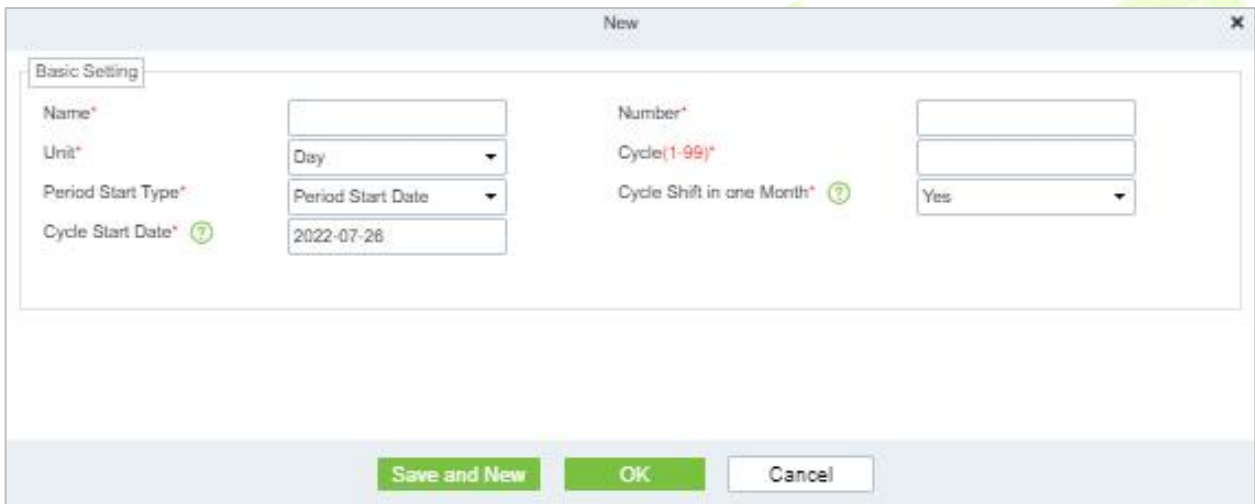 New
Basic Setting
Name* Number*
Unit* Day Cycle(1-99)*
Period Start Type* Period Start Date Cycle Shift in one Month* ? Yes
Cycle Start Date* ? 2022-07-26
Save and New OK Cancel